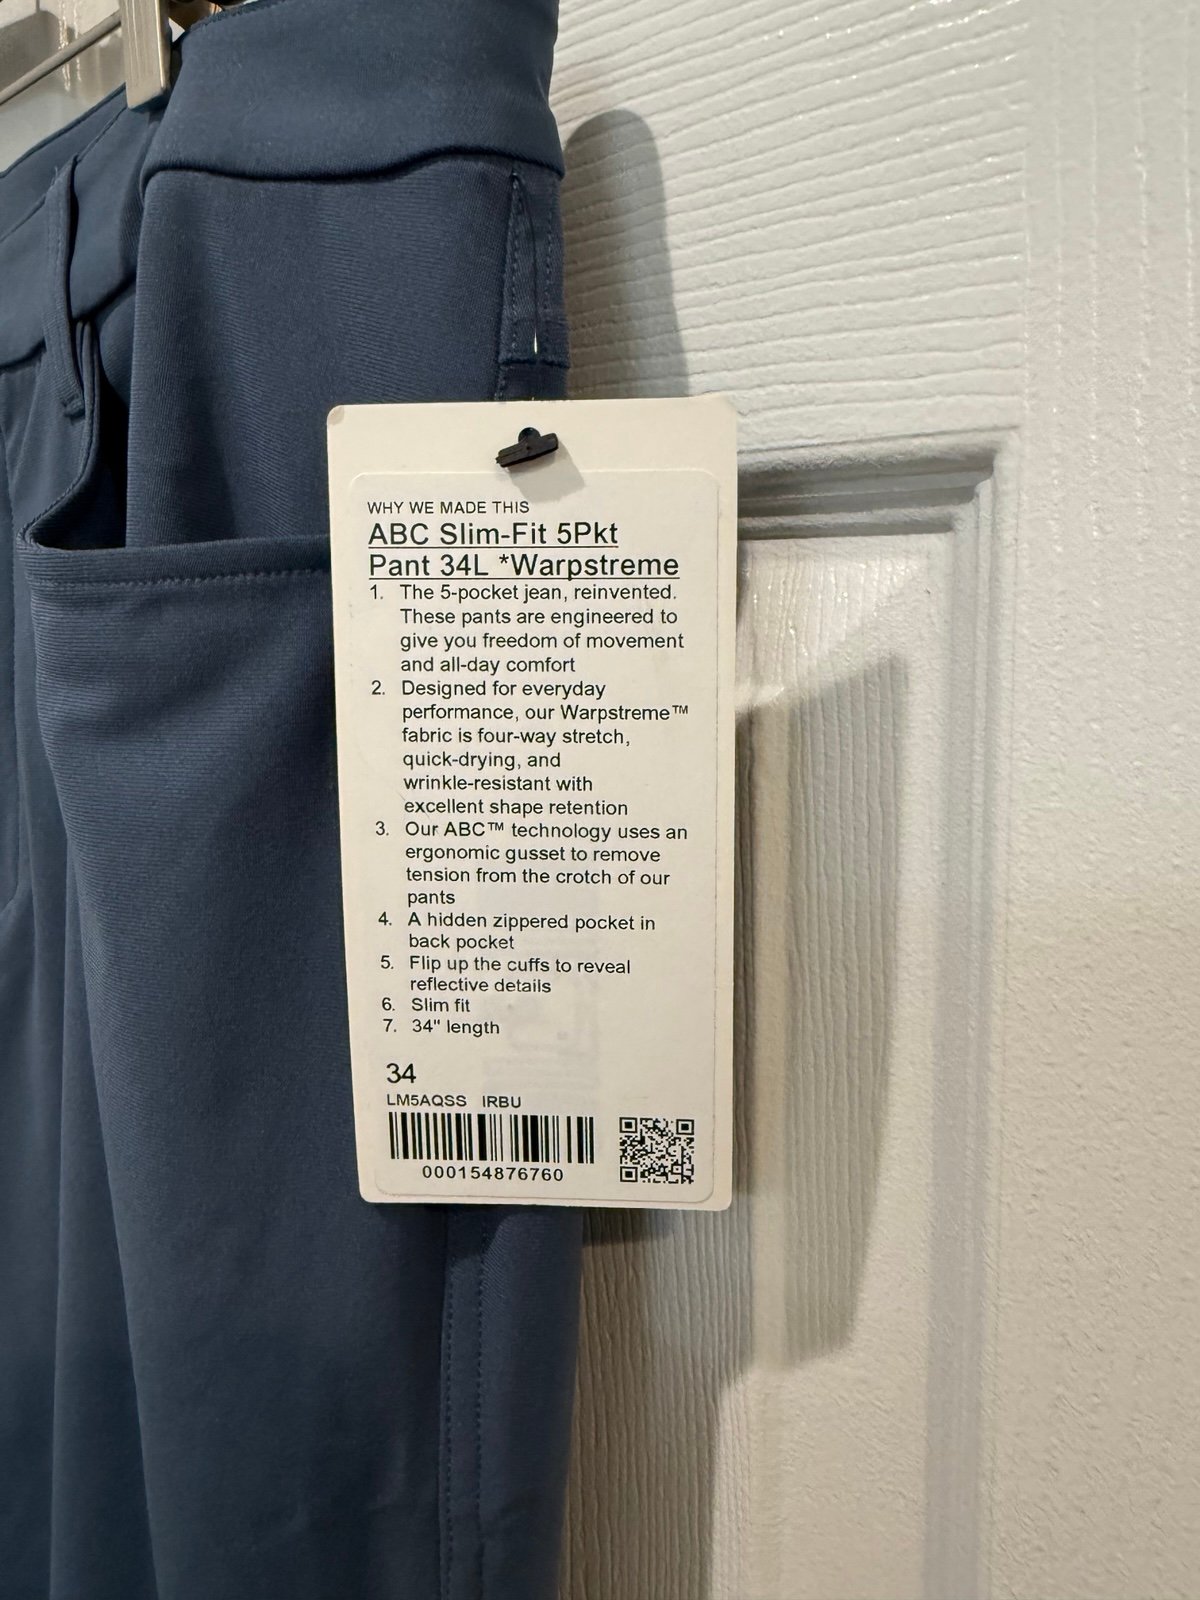 WHY WE MADE THIS
ABC Slim-Fit 5Pkt
Pant 34L *Warpstreme
1. The 5-pocket jean, reinvented.
These pants are engineered to
give you freedom of movement
and all-day comfort
2. Designed for everyday
performance, our Warpstreme™
fabric is four-way stretch,
quick-drying, and
wrinkle-resistant with
excellent shape retention
3. Our ABC™ technology uses an
ergonomic gusset to remove
tension from the crotch of our
pants
4. A hidden zippered pocket in
back pocket
5. Flip up the cuffs to reveal
reflective details
6. Slim fit
7. 34" length
34
LM5AQSS IRBU
000154876760